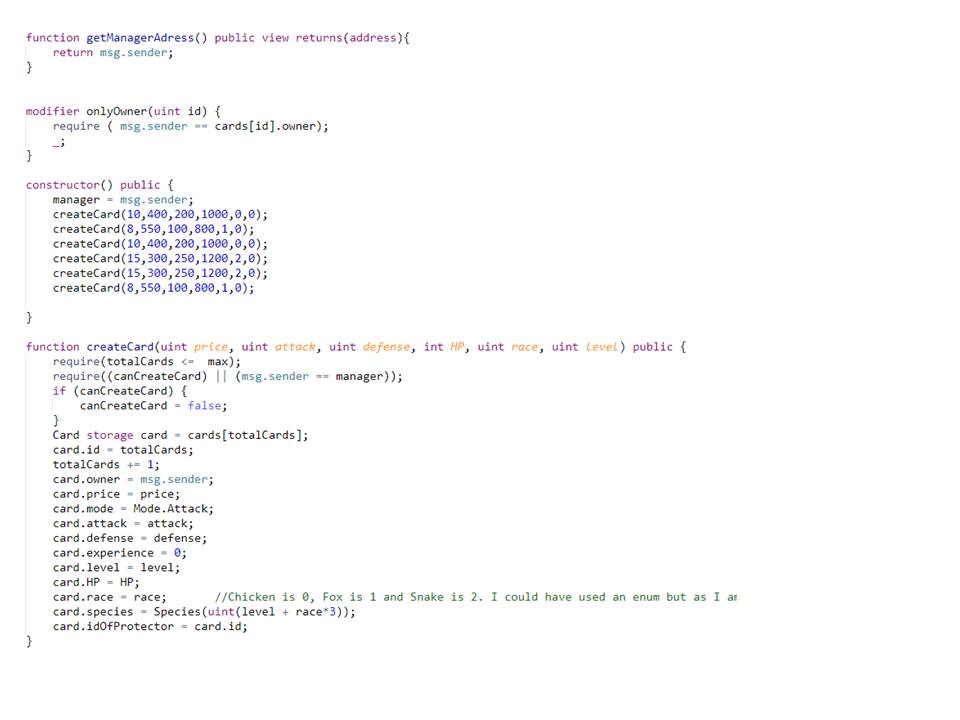 function getManagerAdress() public view returns(address){
return msg.sender;
}
modifier onlyOwner(uint id) {
require ( msg.sender == cards[id].owner);
_;
}
constructor() public {
manager = msg.sender;
createCard(10,400,200,1000,0,0);
createCard(8,550,100,800,1,0);
createCard(10,400,200,1000,0,0);
createCard(15,300,250,1200,2,0);
createCard(15,300,250,1200,2,0);
createCard(8,550,100,800,1,0);
}
function createCard(uint price, uint attack, uint defense, int HP, uint race, uint level) public {
require(totalCards <= max);
require((canCreateCard) || (msg.sender == manager));
if (canCreateCard) {
canCreateCard = false;
}
Card storage card = cards[totalCards];
card.id = totalCards;
totalCards += 1;
card.owner = msg.sender;
card.price = price;
card.mode = Mode.Attack;
card.attack = attack;
card.defense = defense;
card.experience = 0;
card.level = level;
card.HP = HP;
card.race = race; //Chicken is 0, Fox is 1 and Snake is 2. I could have used an enum but as I
card.species = Species(uint(level + race*3));
card.idOfProtector = card.id;
}